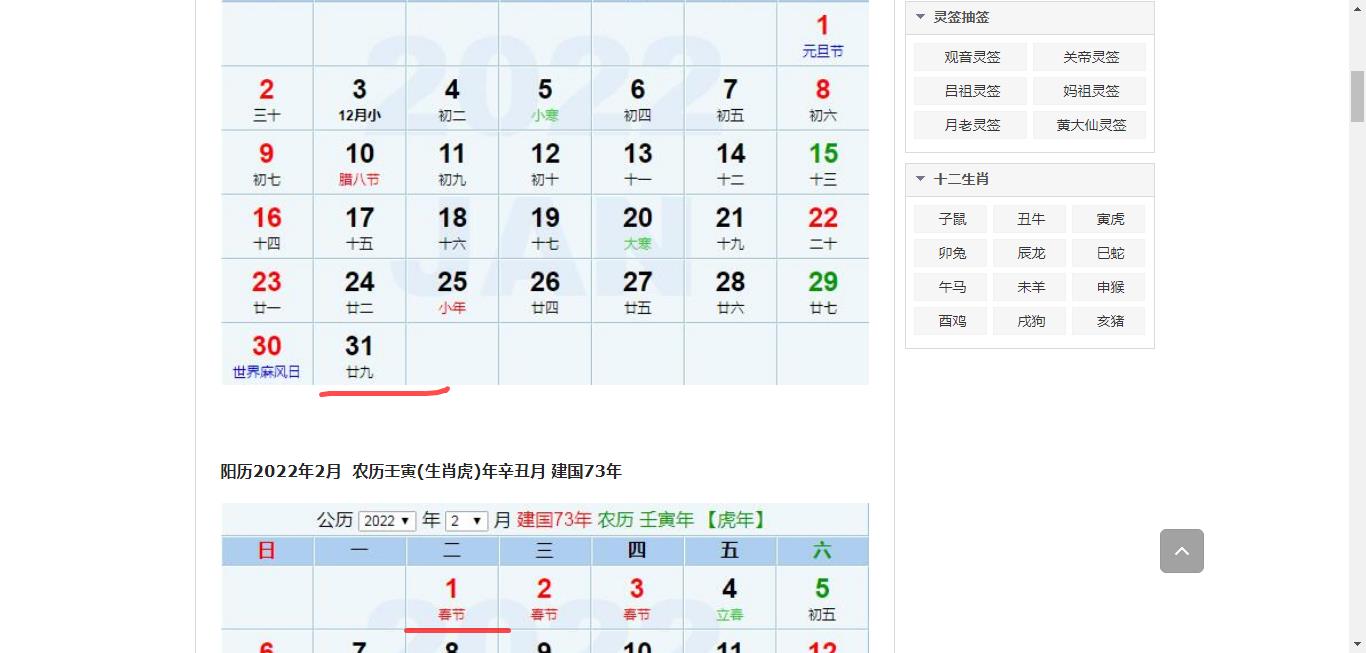 1
元旦节
2 3 4 5 6 7 8
三十 12月小 初二 小寒 初四 初五 初六
9 10 11 12 13 14 15
初七 腊八节 初九 初十 十一 十二 十三
16 17 18 19 20 21 22
十四 十五 十六 十七 大寒 十九 二十
23 24 25 26 27 28 29
廿一 廿二 小年 廿四 廿五 廿六 廿七
30 31
世界麻风日 廿九
2022
JAN
阳历2022年2月 农历壬寅(生肖虎)年辛丑月 建国73年
公历 2022 年 2 月 建国73年 农历 壬寅年 【虎年】
日 一 二 三 四 五 六
1 2 3 4 5
春节 春节 春节 立春 初五
2022
6 7 8 9 10 11 12
灵签抽签
观音灵签 关帝灵签
吕祖灵签 妈祖灵签
月老灵签 黄大仙灵签
十二生肖
子鼠 丑牛 寅虎
卯兔 辰龙 巳蛇
午马 未羊 申猴
酉鸡 戌狗 亥猪